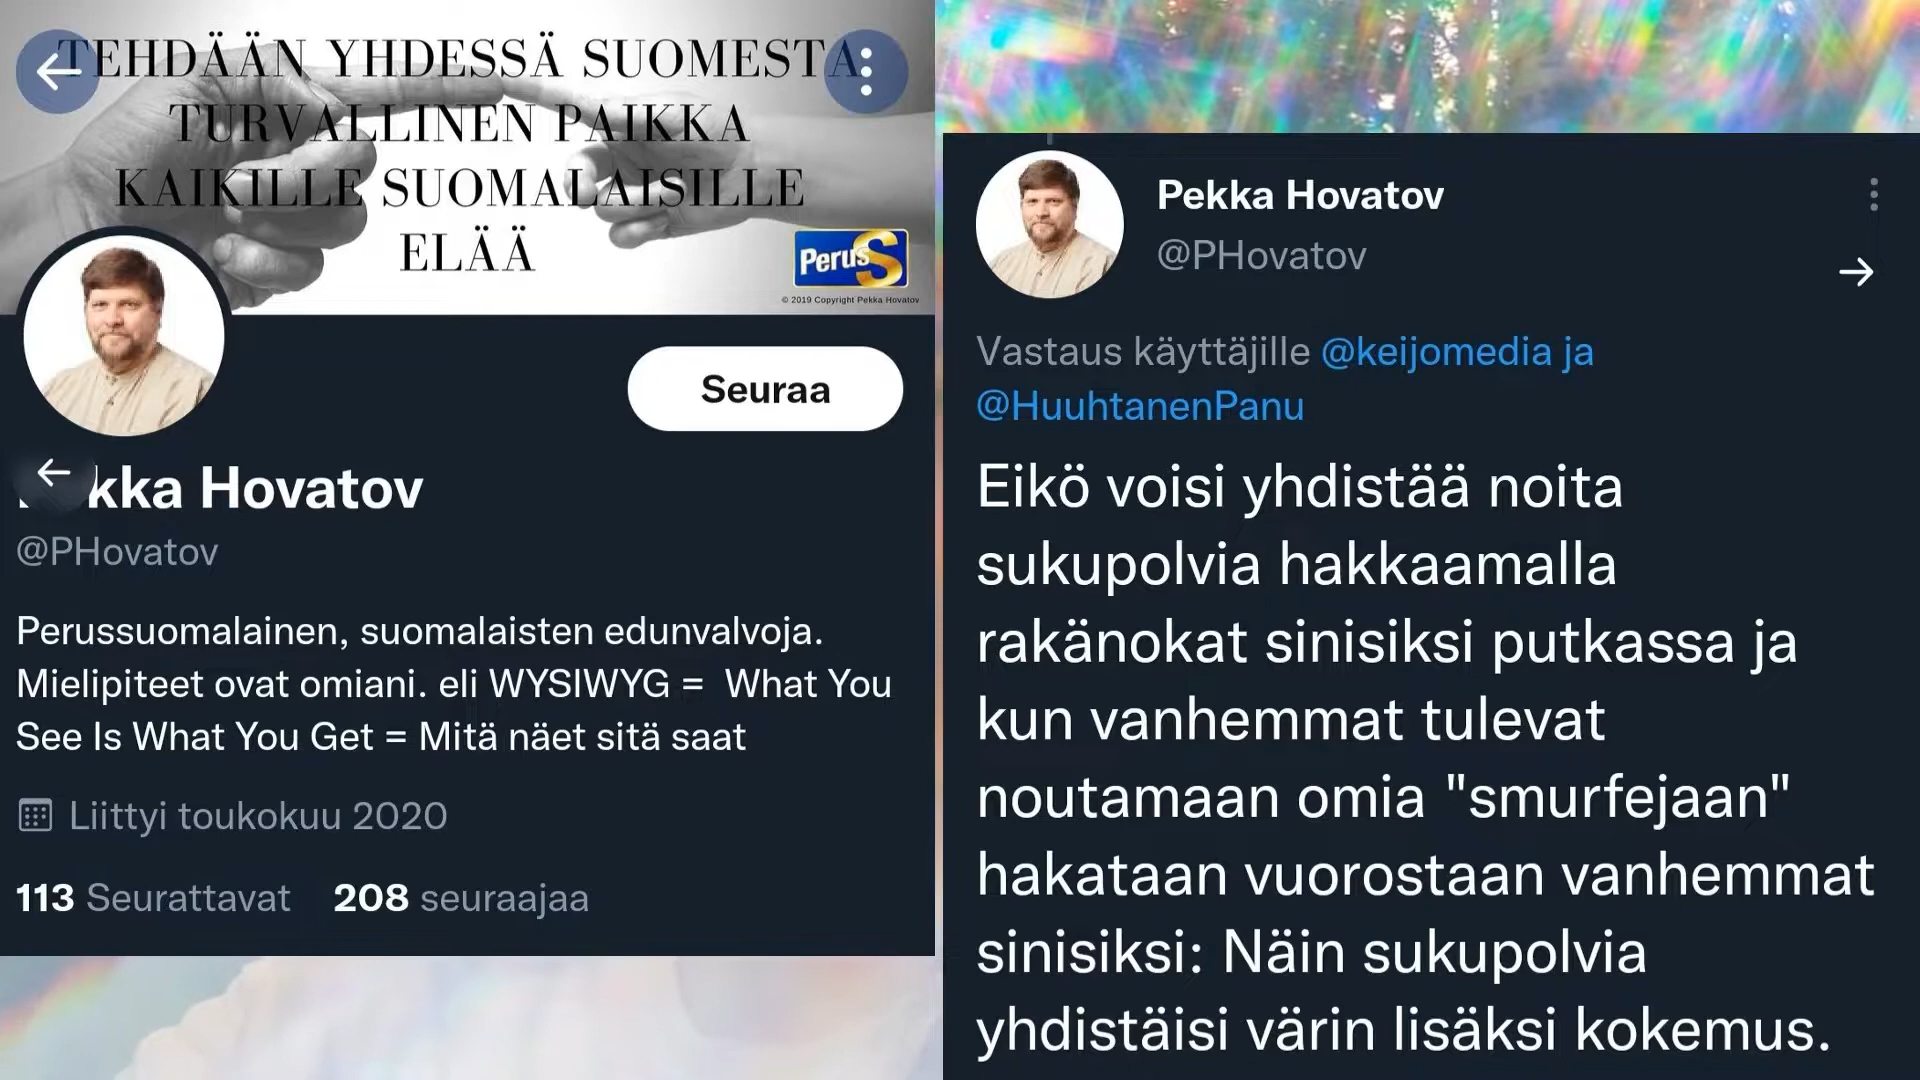 TEHDÄÄN YHDESSÄ SUOMESTA
TURVALLINEN PAIKKA
KAIKILLE SUOMALAISILLE
ELÄÄ
PerusS
© 2019 Copyright Pekka Hovatov
Seuraa
kka Hovatov
@PHovatov
Perussuomalainen, suomalaisten edunvalvoja.
Mielipiteet ovat omiani. eli WYSIWYG = What You
See Is What You Get = Mitä näet sitä saat
Liittyi toukokuu 2020
113 Seurattavat 208 seuraajaa
Pekka Hovatov
@PHovatov
Vastaus käyttäjille @keijomedia ja
@HuuhtanenPanu
Eikö voisi yhdistää noita
sukupolvia hakkaamalla
rakänokat sinisiksi putkassa ja
kun vanhemmat tulevat
noutamaan omia "smurfejaan"
hakataan vuorostaan vanhemmat
sinisiksi: Näin sukupolvia
yhdistäisi värin lisäksi kokemus.